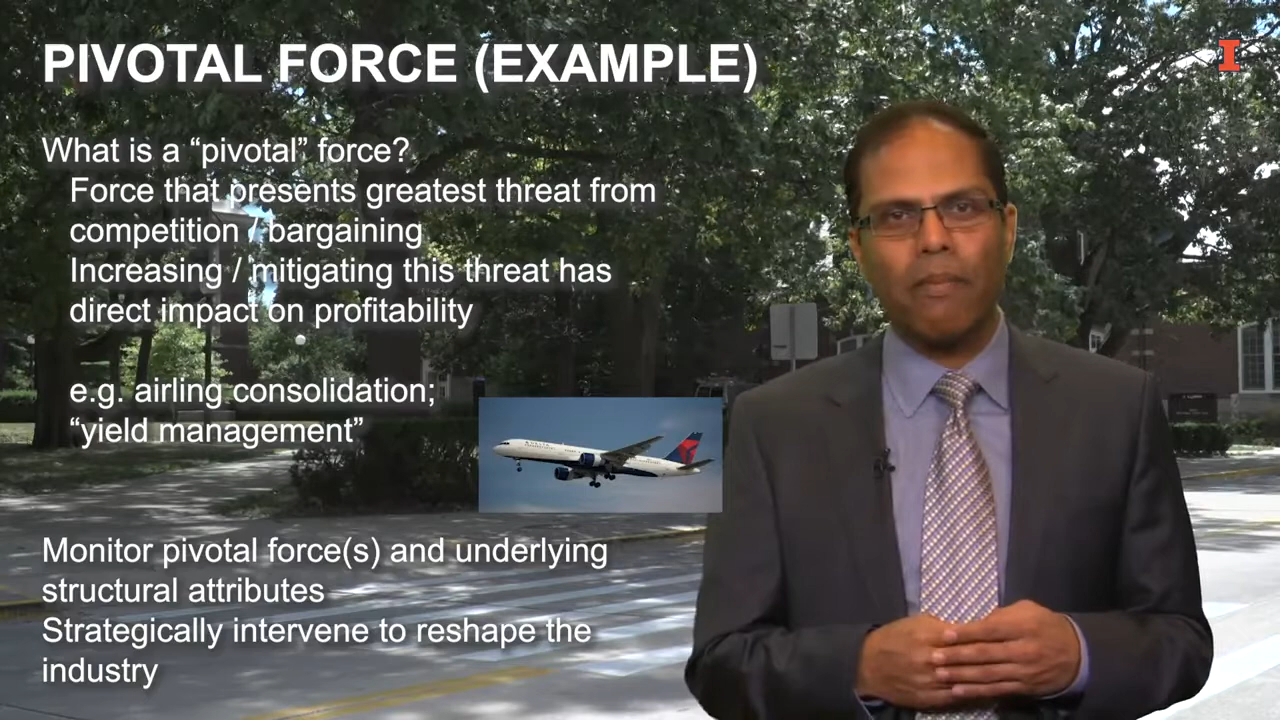 PIVOTAL FORCE (EXAMPLE)
What is a “pivotal” force?
Force that presents greatest threat from
competition / bargaining
Increasing / mitigating this threat has
direct impact on profitability
e.g. airling consolidation;
“yield management”
DELTA
Monitor pivotal force(s) and underlying
structural attributes
Strategically intervene to reshape the
industry
I